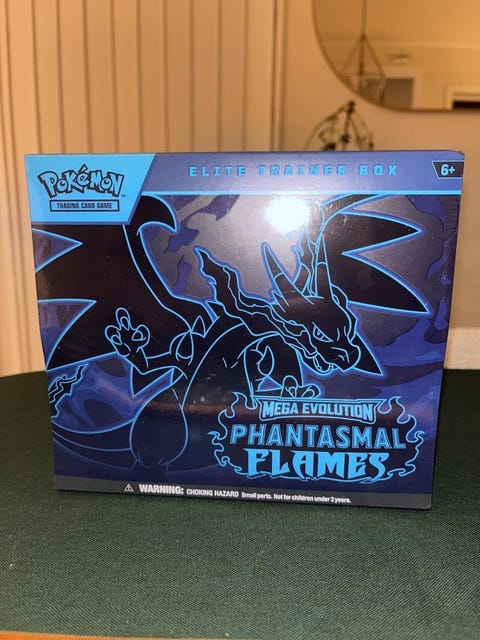 POKéMON
TRADING CARD GAME
ELITE TRAINER BOX
6+
MEGA EVOLUTION
PHANTASMAL
FLAMES
⚠ WARNING: CHOKING HAZARD Small parts. Not for children under 3 years.